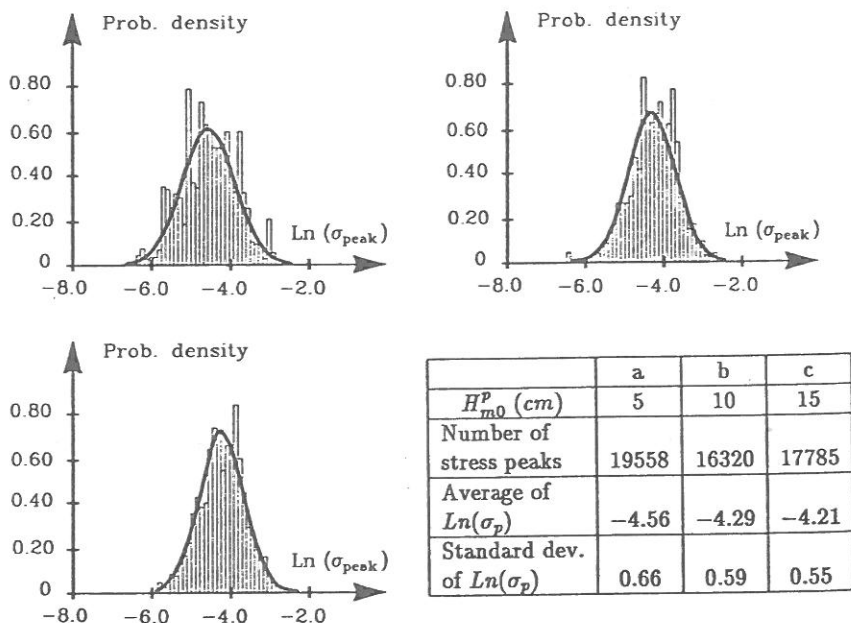 Prob. density
0.80
0.60
0.40
0.20
0
Ln (σpeak)
-8.0 -6.0 -4.0 -2.0
Prob. density
0.80
0.60
0.40
0.20
0
Ln (σpeak)
-8.0 -6.0 -4.0 -2.0
Prob. density
0.80
0.60
0.40
0.20
0
Ln (σpeak)
-8.0 -6.0 -4.0 -2.0
a b c
H^p_m0 (cm) 5 10 15
Number of
stress peaks 19558 16320 17785
Average of
Ln(σp) −4.56 −4.29 −4.21
Standard dev.
of Ln(σp) 0.66 0.59 0.55